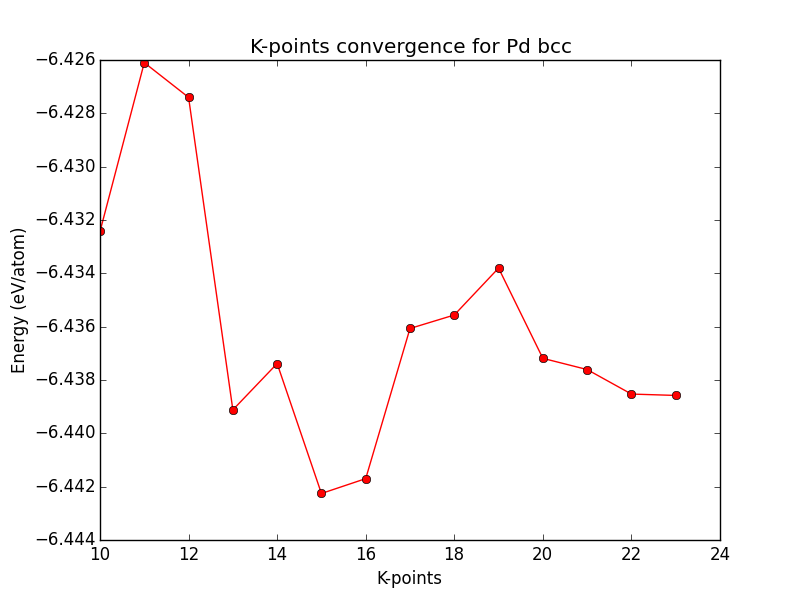 K-points convergence for Pd bcc
−6.426
−6.428
−6.430
−6.432
−6.434
−6.436
−6.438
−6.440
−6.442
−6.444
Energy (eV/atom)
10 12 14 16 18 20 22 24
K-points